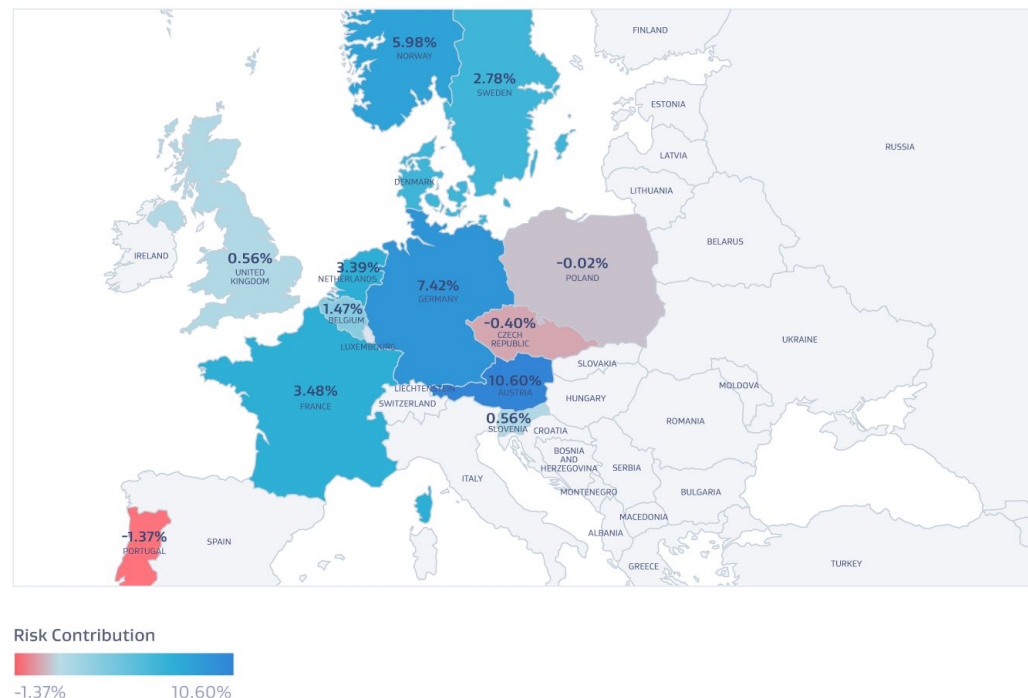 FINLAND
5.98%
NORWAY
2.78%
SWEDEN
ESTONIA
RUSSIA
LATVIA
DENMARK
LITHUANIA
BELARUS
IRELAND
0.56%
UNITED
KINGDOM
3.39%
NETHERLANDS
7.42%
GERMANY
-0.02%
POLAND
1.47%
BELGIUM
-0.40%
CZECH
REPUBLIC
LUXEMBOURG
UKRAINE
SLOVAKIA
3.48%
FRANCE
LIECHTENSTEIN
10.60%
AUSTRIA
MOLDOVA
SWITZERLAND
HUNGARY
0.56%
SLOVENIA
CROATIA
ROMANIA
BOSNIA
AND
HERZEGOVINA
SERBIA
ITALY
MONTENEGRO
BULGARIA
-1.37%
PORTUGAL
SPAIN
MACEDONIA
ALBANIA
GREECE
TURKEY
Risk Contribution
-1.37%
10.60%